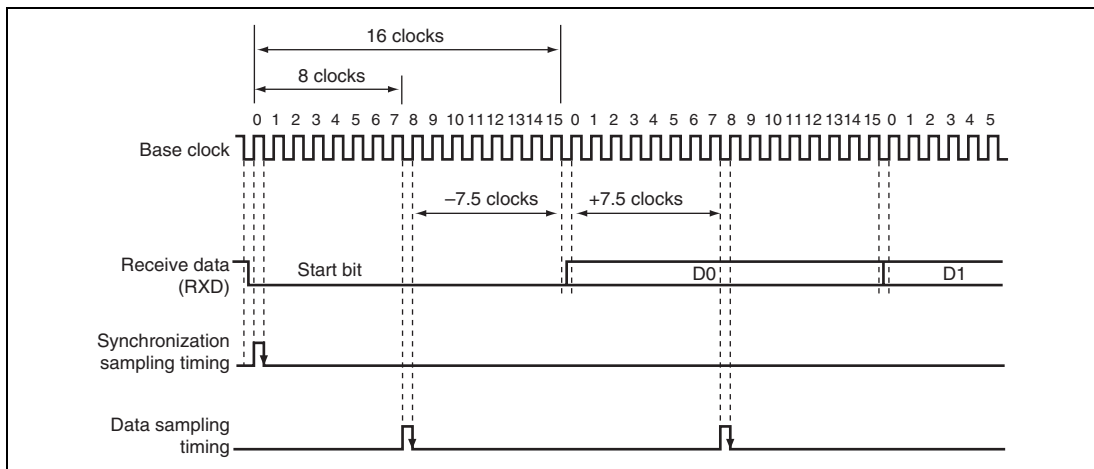 16 clocks
8 clocks
0 1 2 3 4 5 6 7 8 9 10 11 12 13 14 15 0 1 2 3 4 5 6 7 8 9 10 11 12 13 14 15 0 1 2 3 4 5
Base clock
–7.5 clocks +7.5 clocks
Receive data
(RXD)
Start bit D0 D1
Synchronization
sampling timing
Data sampling
timing